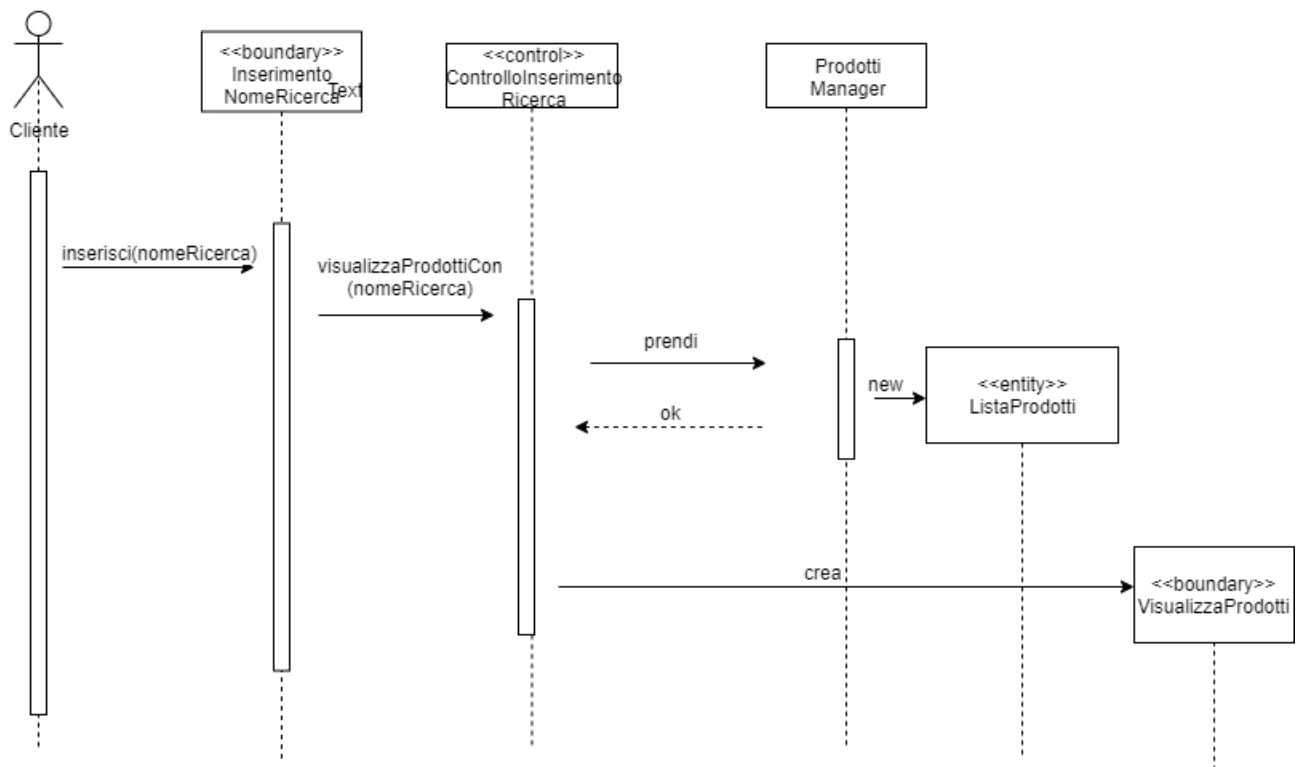 Cliente
<<boundary>>
Inserimento
NomeRicerca
Text
<<control>>
ControlloInserimento
Ricerca
Prodotti
Manager
inserisci(nomeRicerca)
visualizzaProdottiCon
(nomeRicerca)
prendi
new
<<entity>>
ListaProdotti
ok
crea
<<boundary>>
VisualizzaProdotti